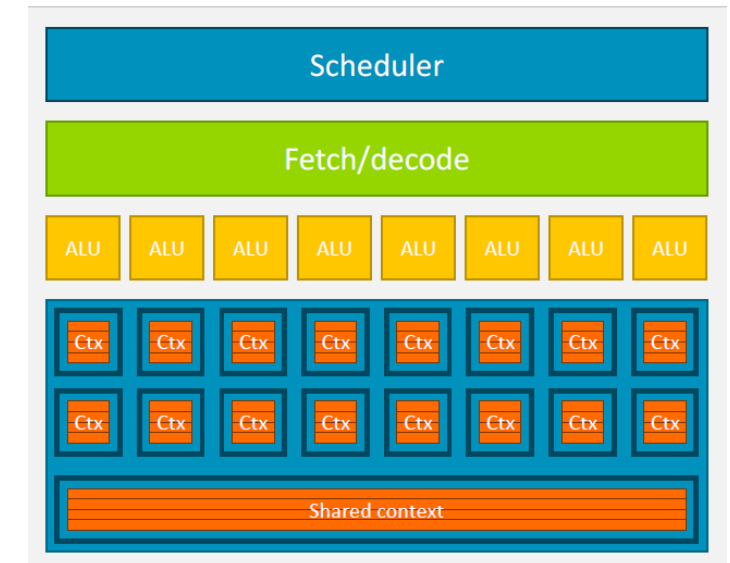 Scheduler
Fetch/decode
ALU ALU ALU ALU ALU ALU ALU ALU
Ctx Ctx Ctx Ctx Ctx Ctx Ctx Ctx
Ctx Ctx Ctx Ctx Ctx Ctx Ctx Ctx
Shared context